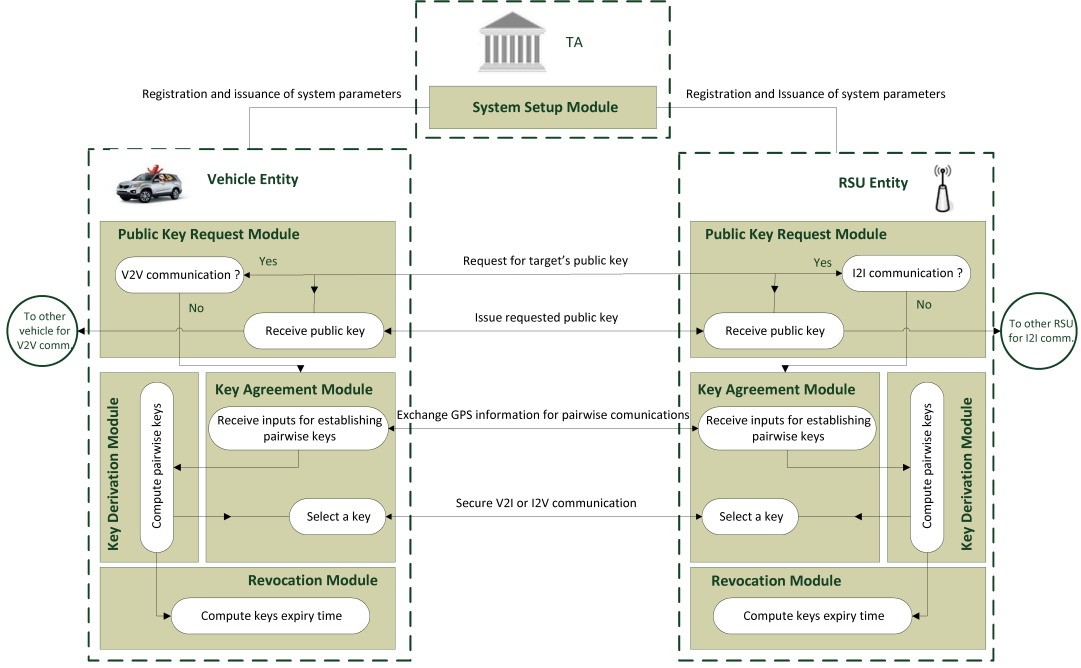 TA
System Setup Module
Registration and issuance of system parameters
Registration and Issuance of system parameters
Vehicle Entity
Public Key Request Module
V2V communication ?
Yes
No
Receive public key
To other
vehicle for
V2V comm.
Key Derivation Module
Compute pairwise keys
Key Agreement Module
Receive inputs for establishing
pairwise keys
Select a key
Revocation Module
Compute keys expiry time
Request for target's public key
Issue requested public key
Exchange GPS information for pairwise comunications
Secure V2I or I2V communication
RSU Entity
Public Key Request Module
Yes
I2I communication ?
No
Receive public key
To other RSU
for I2I comm.
Key Agreement Module
Receive inputs for establishing
pairwise keys
Select a key
Compute pairwise keys
Key Derivation Module
Revocation Module
Compute keys expiry time